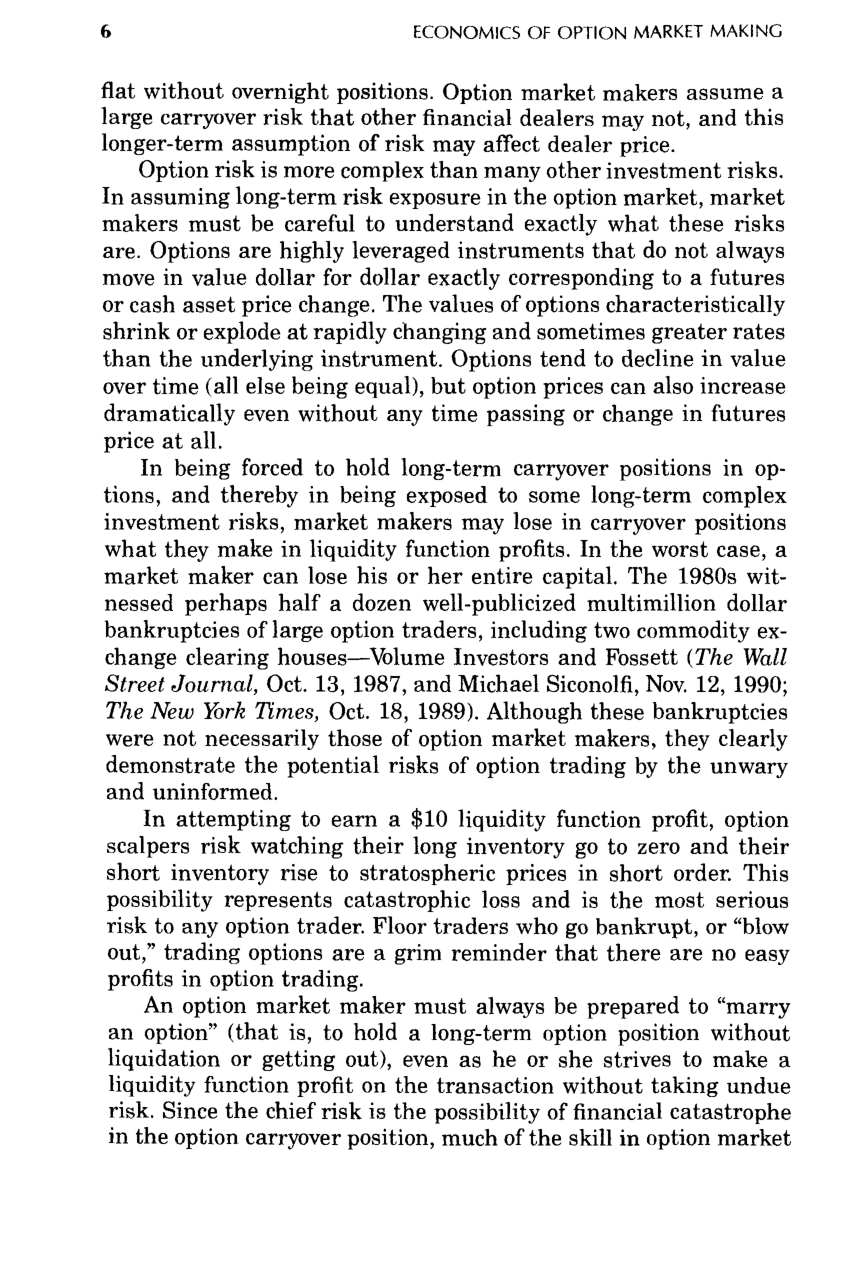 6 ECONOMICS OF OPTION MARKET MAKING
flat without overnight positions. Option market makers assume a
large carryover risk that other financial dealers may not, and this
longer-term assumption of risk may affect dealer price.
Option risk is more complex than many other investment risks.
In assuming long-term risk exposure in the option market, market
makers must be careful to understand exactly what these risks
are. Options are highly leveraged instruments that do not always
move in value dollar for dollar exactly corresponding to a futures
or cash asset price change. The values of options characteristically
shrink or explode at rapidly changing and sometimes greater rates
than the underlying instrument. Options tend to decline in value
over time (all else being equal), but option prices can also increase
dramatically even without any time passing or change in futures
price at all.
In being forced to hold long-term carryover positions in op-
tions, and thereby in being exposed to some long-term complex
investment risks, market makers may lose in carryover positions
what they make in liquidity function profits. In the worst case, a
market maker can lose his or her entire capital. The 1980s wit-
nessed perhaps half a dozen well-publicized multimillion dollar
bankruptcies of large option traders, including two commodity ex-
change clearing houses—Volume Investors and Fossett (The Wall
Street Journal, Oct. 13, 1987, and Michael Siconolfi, Nov. 12, 1990;
The New York Times, Oct. 18, 1989). Although these bankruptcies
were not necessarily those of option market makers, they clearly
demonstrate the potential risks of option trading by the unwary
and uninformed.
In attempting to earn a $10 liquidity function profit, option
scalpers risk watching their long inventory go to zero and their
short inventory rise to stratospheric prices in short order. This
possibility represents catastrophic loss and is the most serious
risk to any option trader. Floor traders who go bankrupt, or “blow
out,” trading options are a grim reminder that there are no easy
profits in option trading.
An option market maker must always be prepared to “marry
an option” (that is, to hold a long-term option position without
liquidation or getting out), even as he or she strives to make a
liquidity function profit on the transaction without taking undue
risk. Since the chief risk is the possibility of financial catastrophe
in the option carryover position, much of the skill in option market